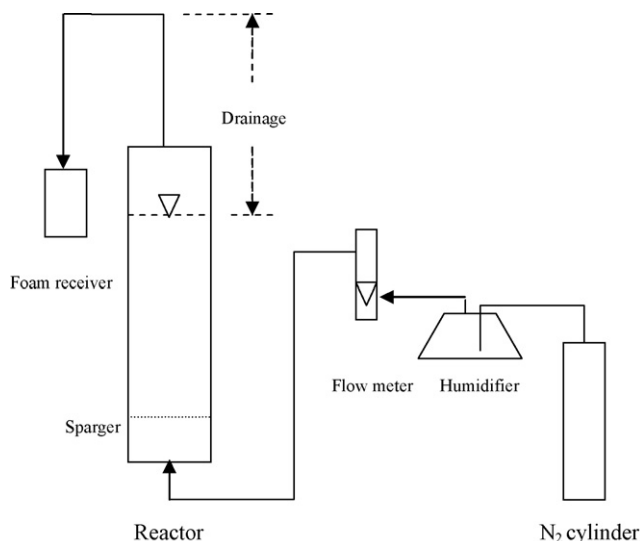 Drainage
Foam receiver
Flow meter
Humidifier
Sparger
Reactor
N₂ cylinder